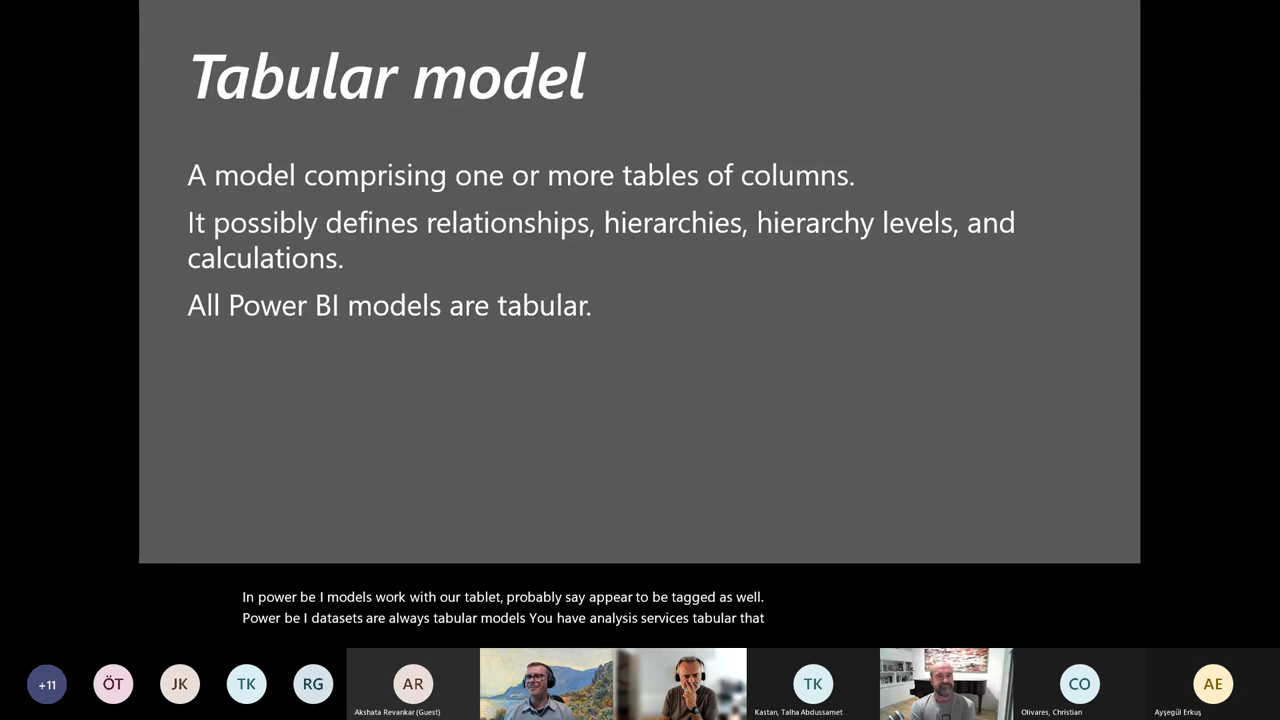 Tabular model
A model comprising one or more tables of columns.
It possibly defines relationships, hierarchies, hierarchy levels, and
calculations.
All Power BI models are tabular.
In power be I models work with our tablet, probably say appear to be tagged as well.
Power be I datasets are always tabular models You have analysis services tabular that
+11
ÖT
JK
TK
RG
AR
Akshata Revankar (Guest)
TK
Kastan, Talha Abdussamet
CO
Olivares, Christian
AE
Ayşegül Erkuş